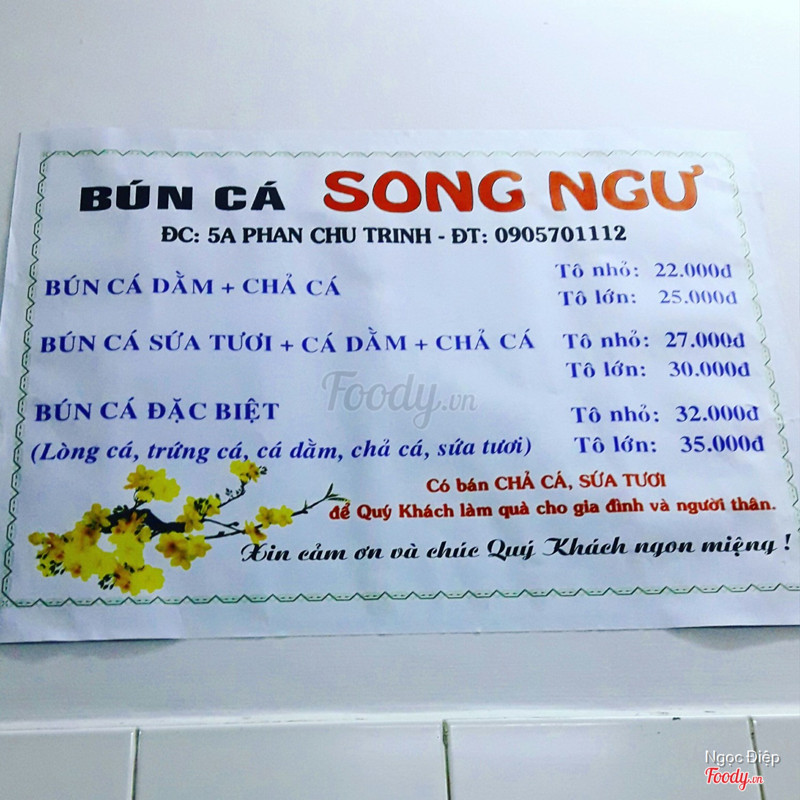 BÚN CÁ SONG NGƯ
ĐC: 5A PHAN CHU TRINH - ĐT: 0905701112
BÚN CÁ DẰM + CHẢ CÁ Tô nhỏ: 22.000đ
Tô lớn: 25.000đ
BÚN CÁ SỨA TƯƠI + CÁ DẰM + CHẢ CÁ Tô nhỏ: 27.000đ
Tô lớn: 30.000đ
BÚN CÁ ĐẶC BIỆT Tô nhỏ: 32.000đ
(Lòng cá, trứng cá, cá dằm, chả cá, sứa tươi) Tô lớn: 35.000đ
Có bán CHẢ CÁ, SỨA TƯƠI
để Quý Khách làm quà cho gia đình và người thân.
Xin cảm ơn và chúc Quý Khách ngon miệng !
Foody.vn
Ngọc Điệp
Foody.vn